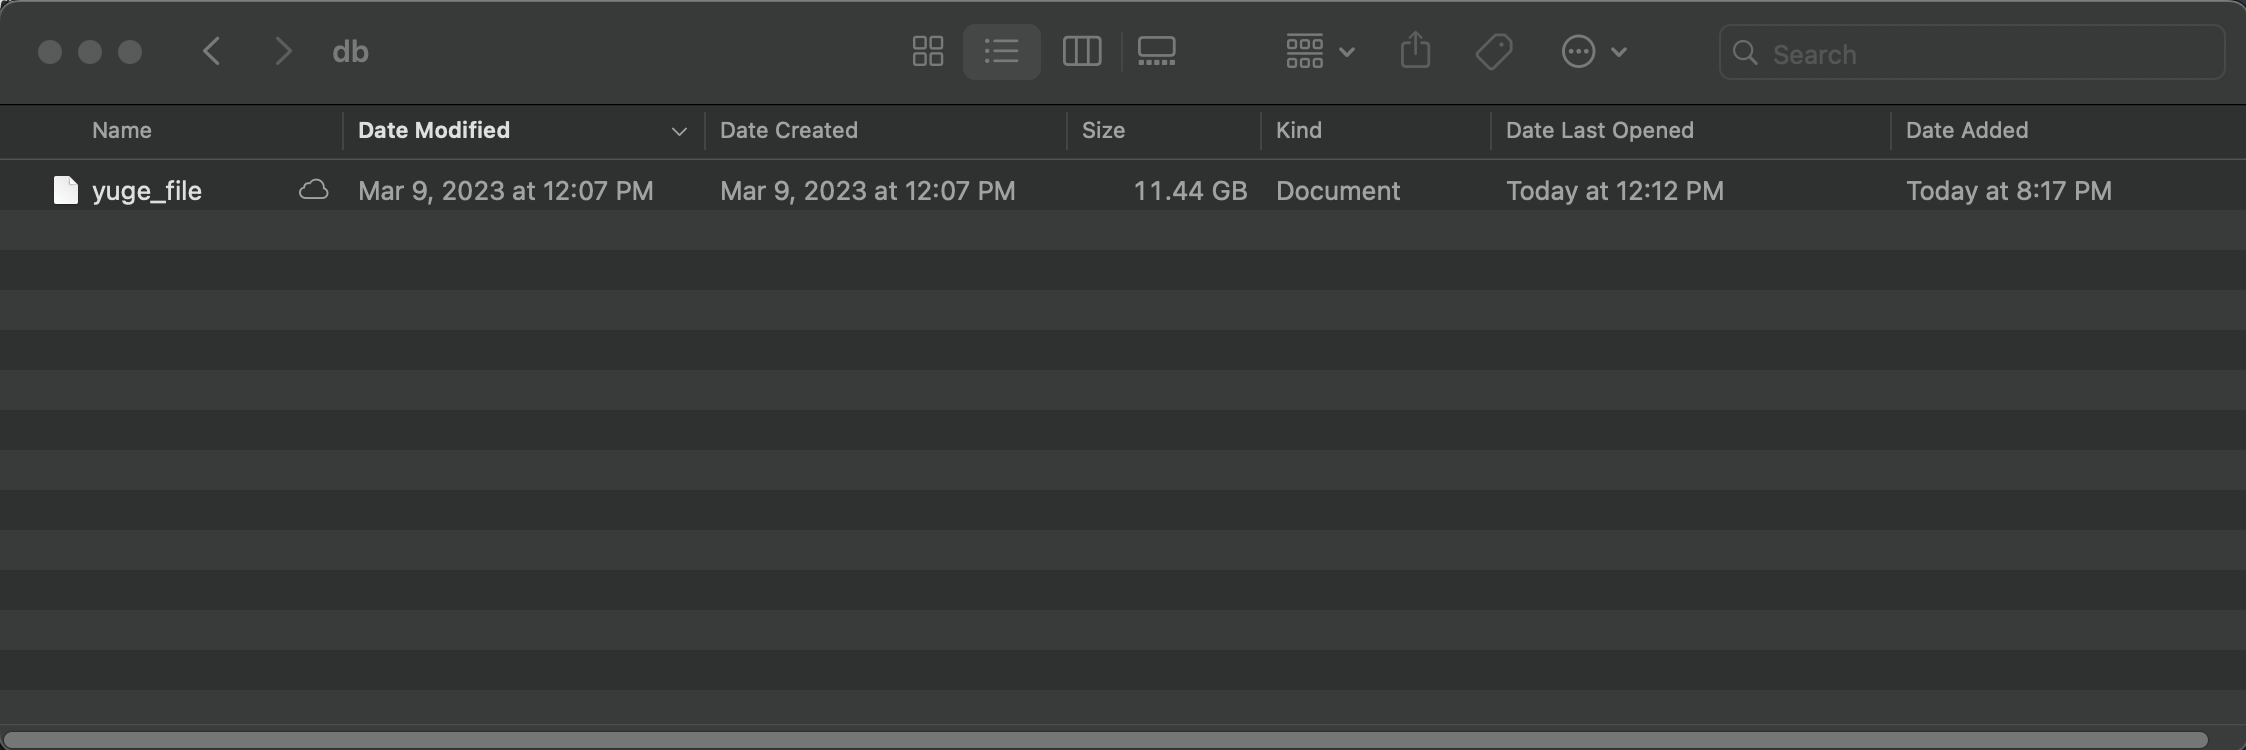 db
Search
Name Date Modified Date Created Size Kind Date Last Opened Date Added
yuge_file Mar 9, 2023 at 12:07 PM Mar 9, 2023 at 12:07 PM 11.44 GB Document Today at 12:12 PM Today at 8:17 PM